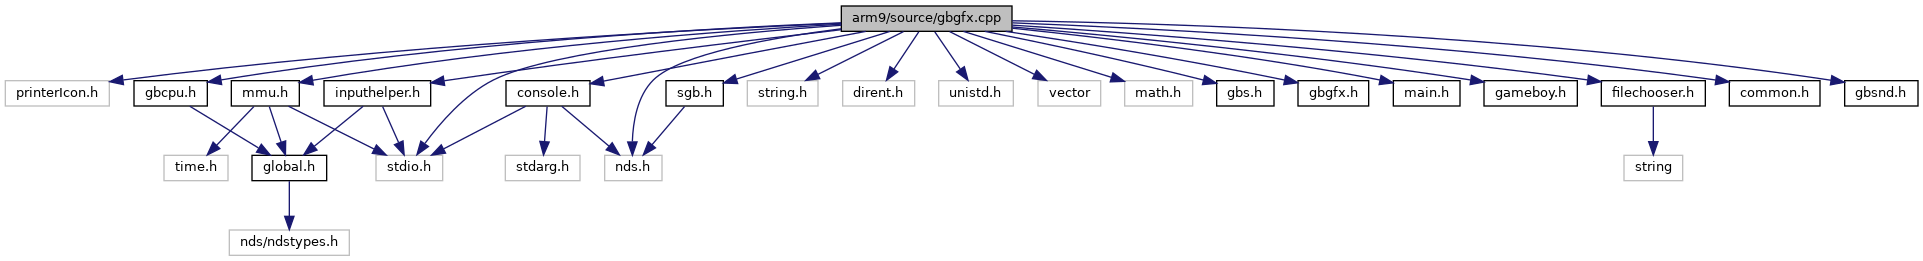 arm9/source/gbgfx.cpp
printerIcon.h
gbcpu.h
mmu.h
inputhelper.h
console.h
sgb.h
string.h
dirent.h
unistd.h
vector
math.h
gbs.h
gbgfx.h
main.h
gameboy.h
filechooser.h
common.h
gbsnd.h
time.h
global.h
stdio.h
stdarg.h
nds.h
string
nds/ndstypes.h